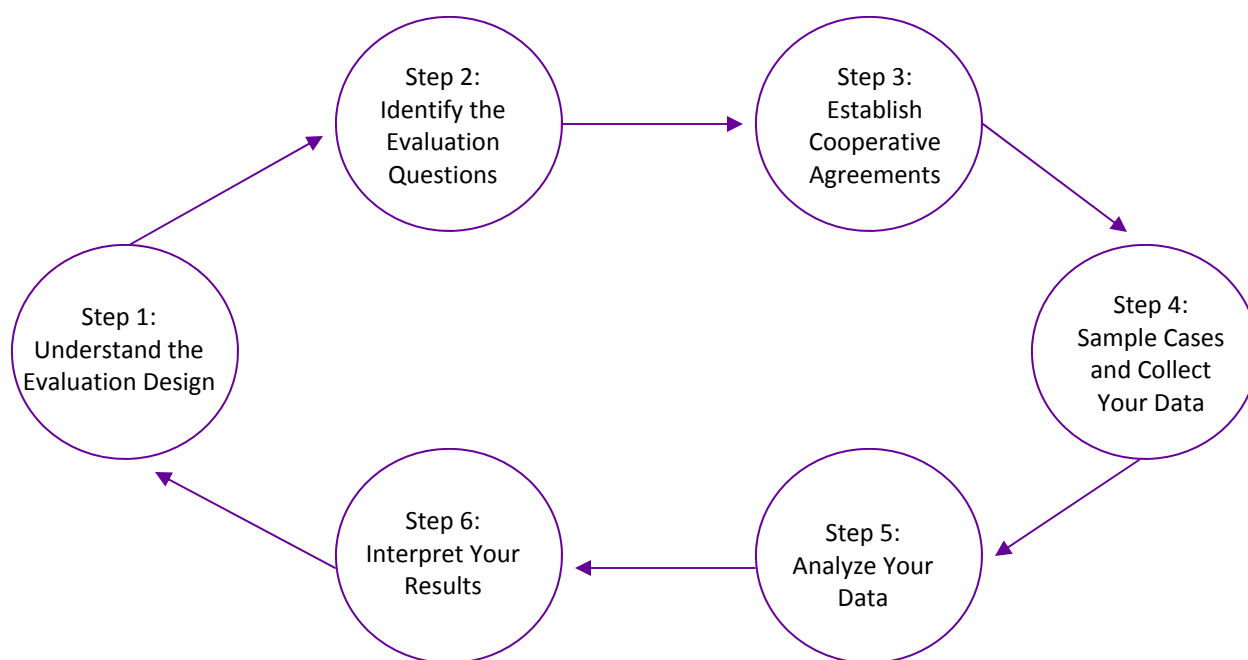 Step 1:
Understand the
Evaluation Design
Step 2:
Identify the
Evaluation
Questions
Step 3:
Establish
Cooperative
Agreements
Step 4:
Sample Cases
and Collect
Your Data
Step 5:
Analyze Your
Data
Step 6:
Interpret Your
Results